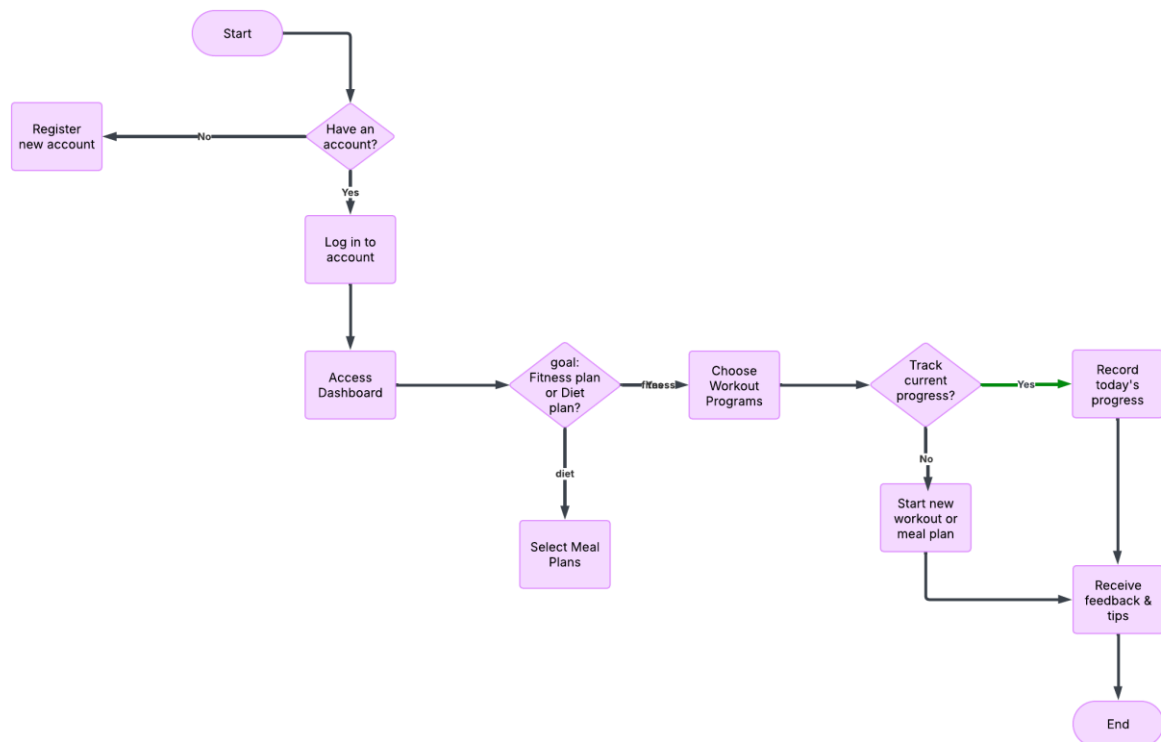 Start
Have an
account?
No
Register
new account
Yes
Log in to
account
Access
Dashboard
goal:
Fitness plan
or Diet
plan?
Choose
Workout
Programs
diet
Select Meal
Plans
Track
current
progress?
Yes
Record
today's
progress
No
Start new
workout or
meal plan
Receive
feedback &
tips
End